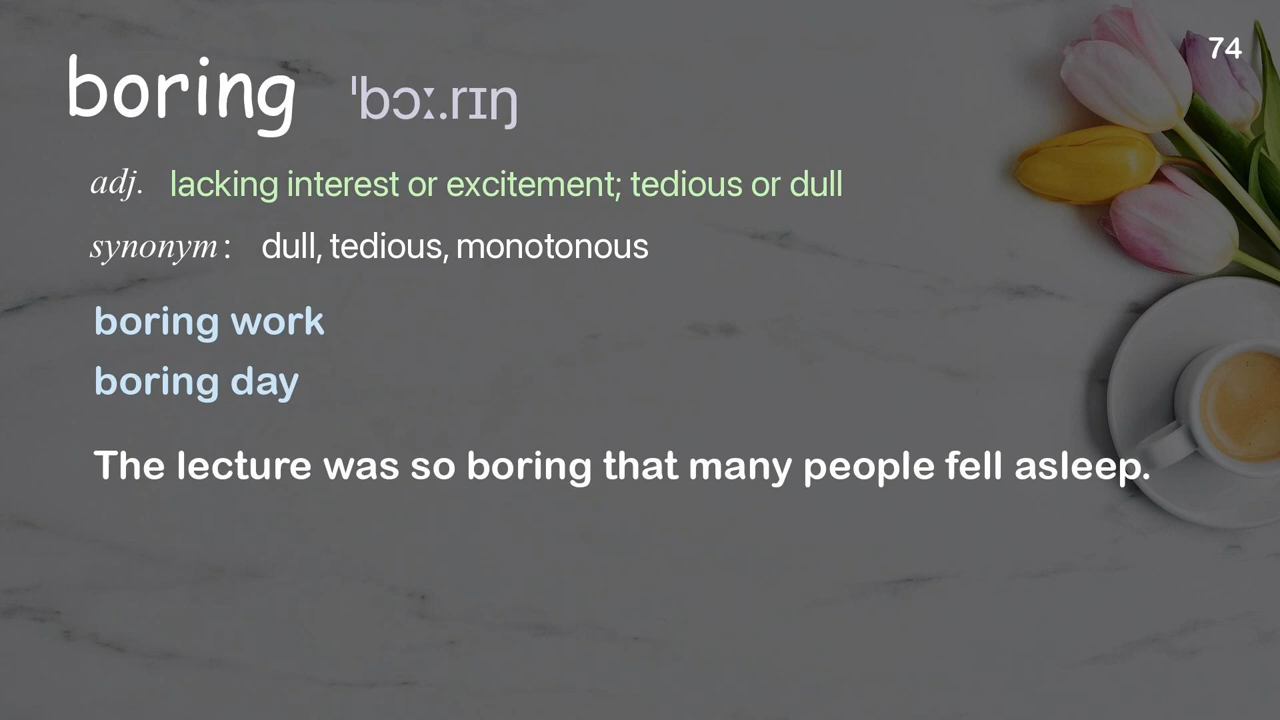 74
boring ˈbɔː.rɪŋ
adj. lacking interest or excitement; tedious or dull
synonym: dull, tedious, monotonous
boring work
boring day
The lecture was so boring that many people fell asleep.